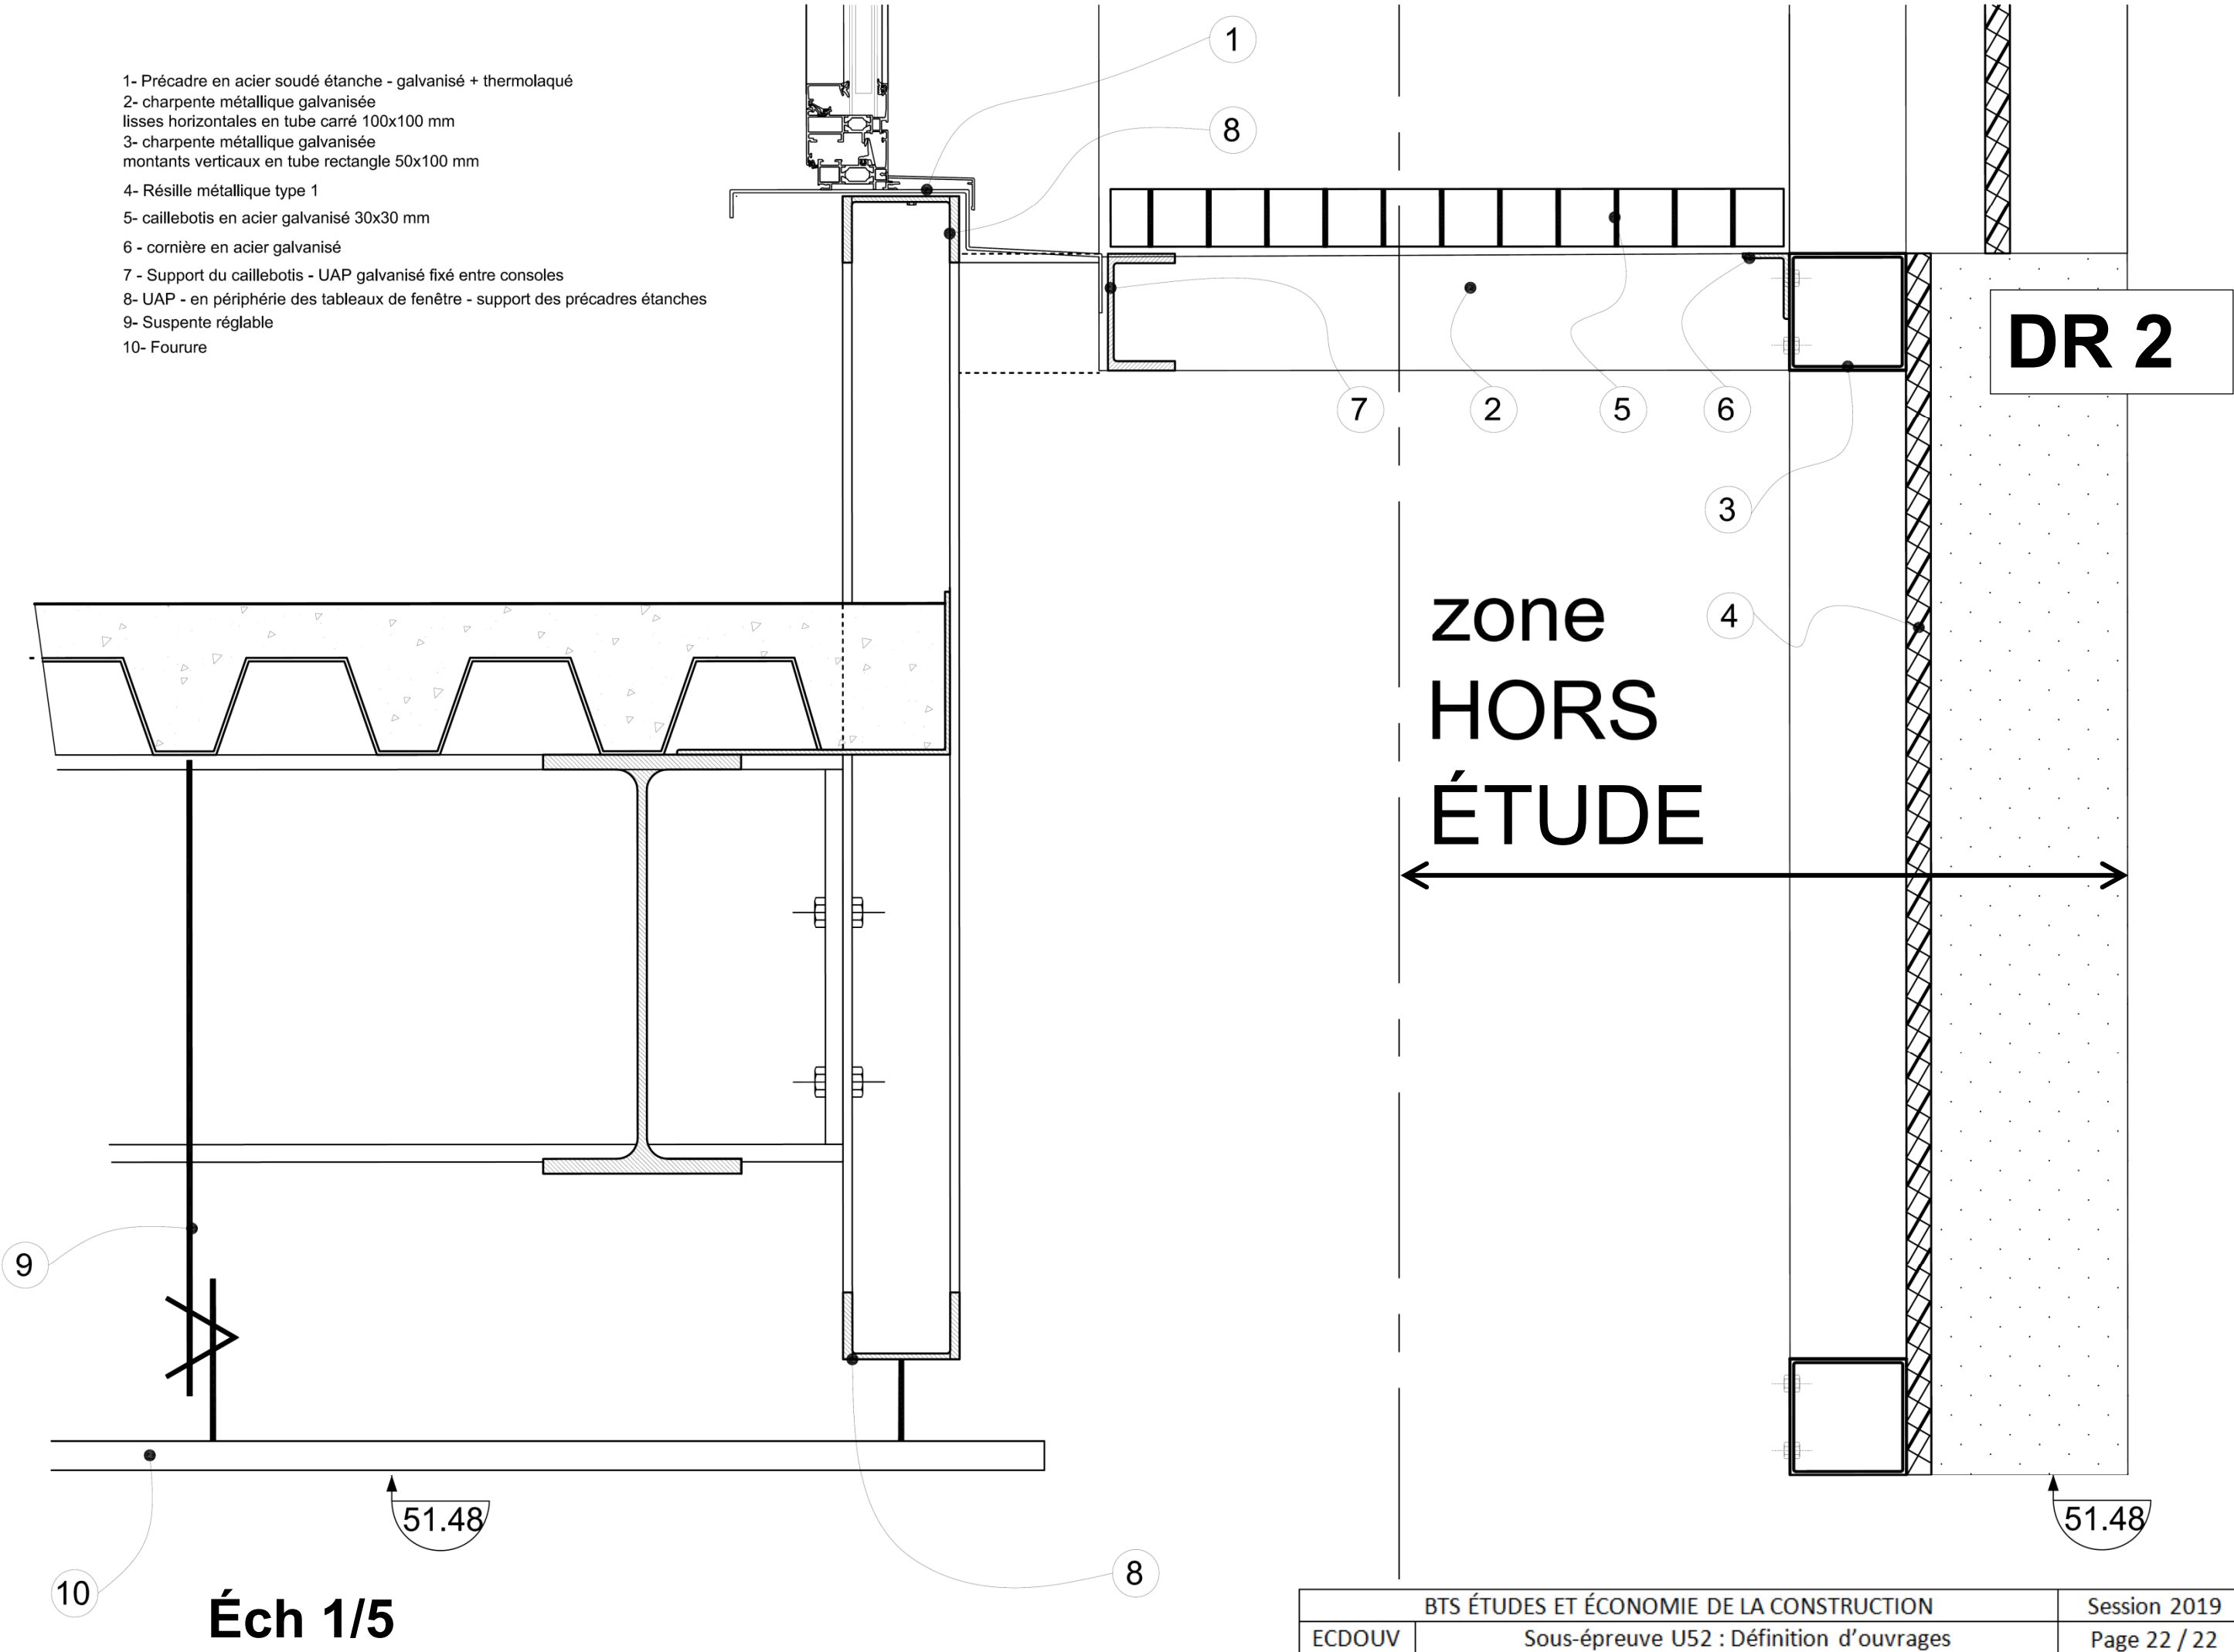 1- Précadre en acier soudé étanche - galvanisé + thermolaqué
2- charpente métallique galvanisée
lisses horizontales en tube carré 100x100 mm
3- charpente métallique galvanisée
montants verticaux en tube rectangle 50x100 mm
4- Résille métallique type 1
5- caillebotis en acier galvanisé 30x30 mm
6 - cornière en acier galvanisé
7 - Support du caillebotis - UAP galvanisé fixé entre consoles
8- UAP - en périphérie des tableaux de fenêtre - support des précadres étanches
9- Suspente réglable
10- Fourure
1
8
DR 2
7
2
5
6
3
4
zone
HORS
ÉTUDE
9
51.48
51.48
10
8
Éch 1/5
BTS ÉTUDES ET ÉCONOMIE DE LA CONSTRUCTION
Session 2019
ECDOUV
Sous-épreuve U52 : Définition d'ouvrages
Page 22 / 22